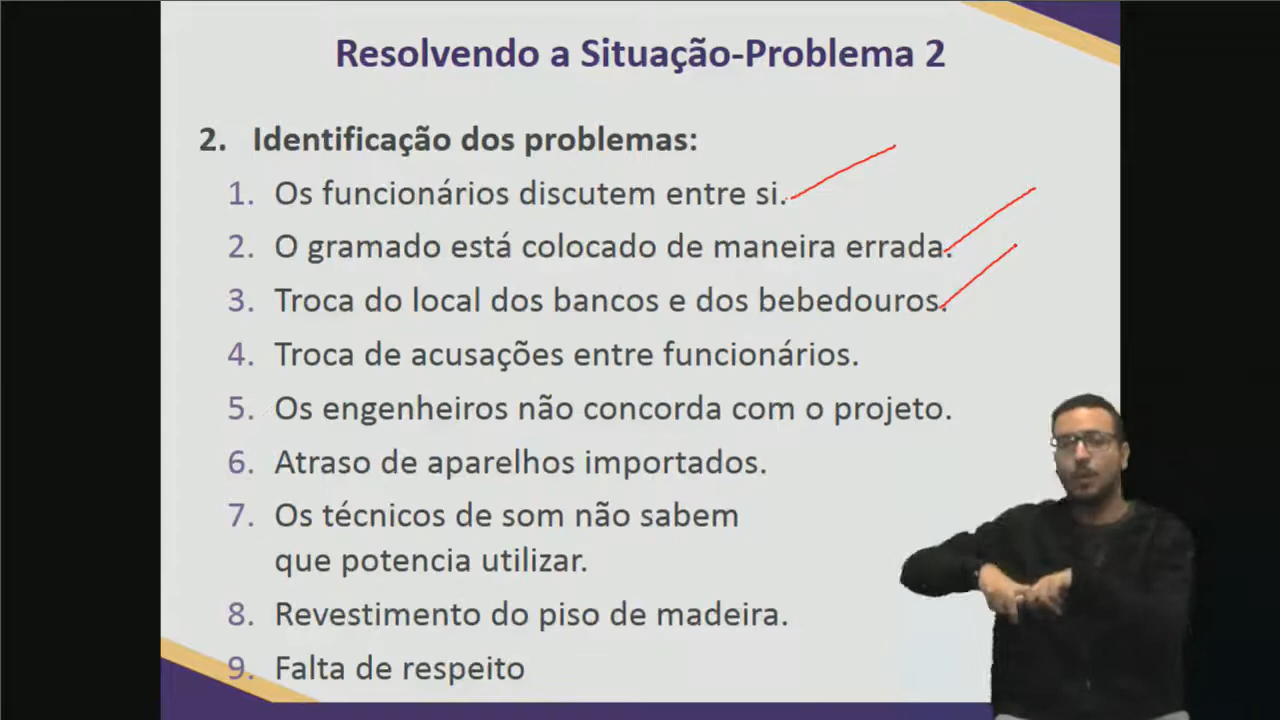 Resolvendo a Situação-Problema 2
2. Identificação dos problemas:
1. Os funcionários discutem entre si.
2. O gramado está colocado de maneira errada.
3. Troca do local dos bancos e dos bebedouros.
4. Troca de acusações entre funcionários.
5. Os engenheiros não concorda com o projeto.
6. Atraso de aparelhos importados.
7. Os técnicos de som não sabem
que potencia utilizar.
8. Revestimento do piso de madeira.
9. Falta de respeito